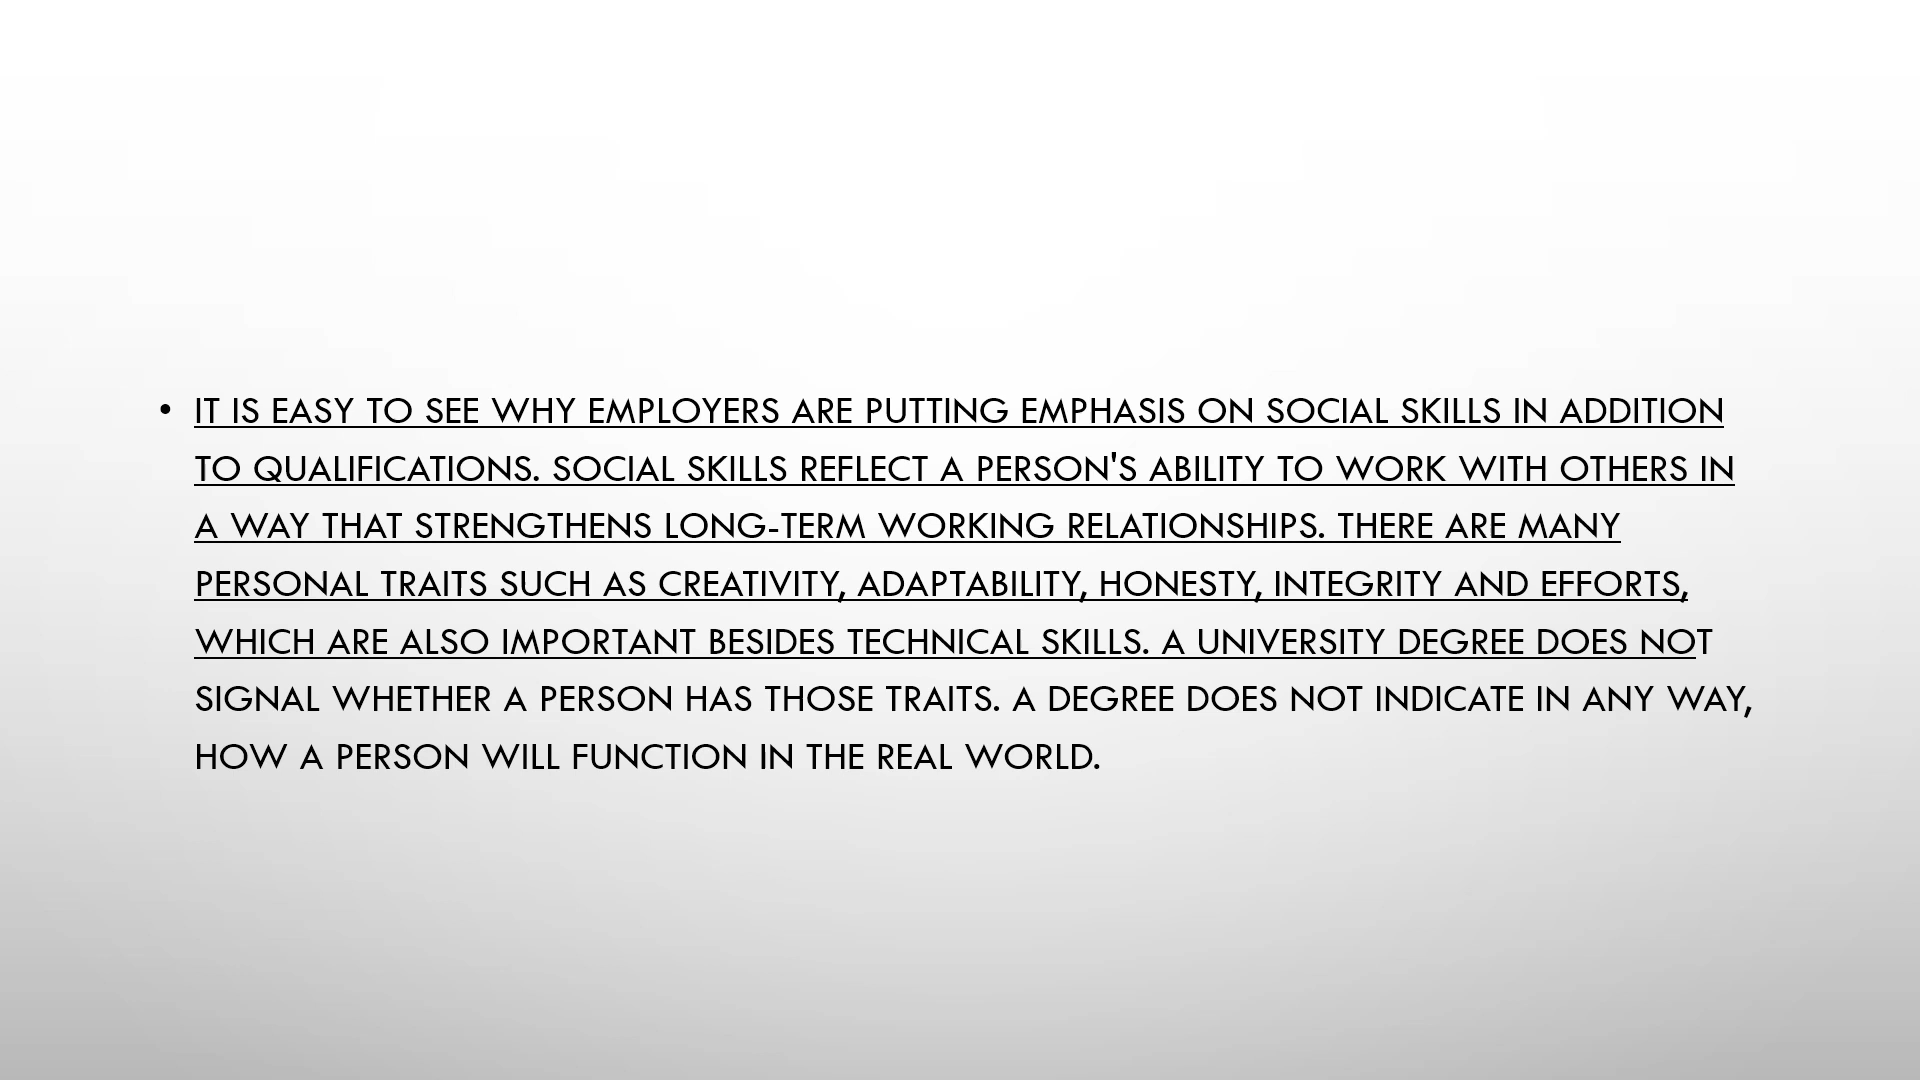 • IT IS EASY TO SEE WHY EMPLOYERS ARE PUTTING EMPHASIS ON SOCIAL SKILLS IN ADDITION
TO QUALIFICATIONS. SOCIAL SKILLS REFLECT A PERSON'S ABILITY TO WORK WITH OTHERS IN
A WAY THAT STRENGTHENS LONG-TERM WORKING RELATIONSHIPS. THERE ARE MANY
PERSONAL TRAITS SUCH AS CREATIVITY, ADAPTABILITY, HONESTY, INTEGRITY AND EFFORTS,
WHICH ARE ALSO IMPORTANT BESIDES TECHNICAL SKILLS. A UNIVERSITY DEGREE DOES NOT
SIGNAL WHETHER A PERSON HAS THOSE TRAITS. A DEGREE DOES NOT INDICATE IN ANY WAY,
HOW A PERSON WILL FUNCTION IN THE REAL WORLD.